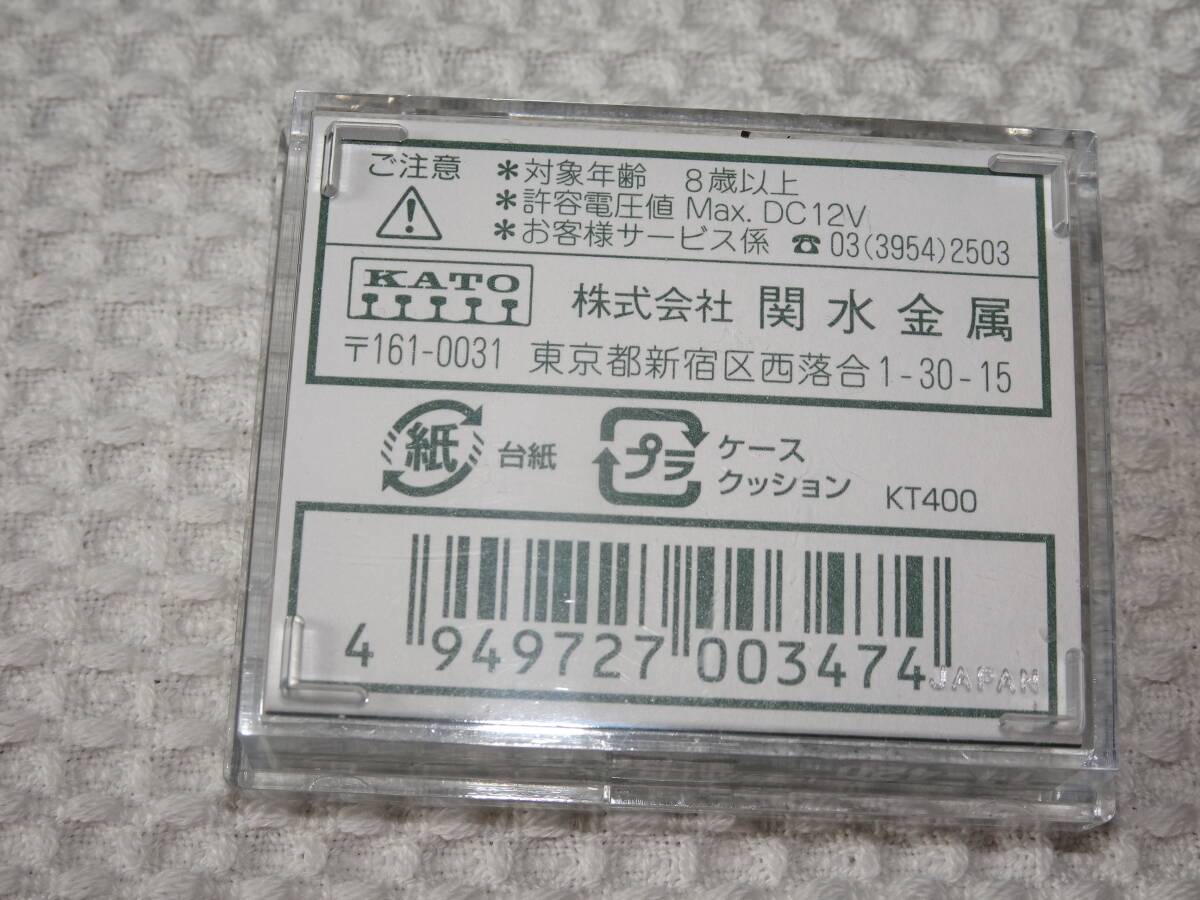 ご注意
＊対象年齢 8歳以上
＊許容電圧値 Max. DC12V
＊お客様サービス係 ☎ 03(3954)2503
KATO
株式会社 関水金属
〒161-0031 東京都新宿区西落合1-30-15
紙 台紙
プラ ケース
クッション
KT400
4 949727 003474
JAPAN